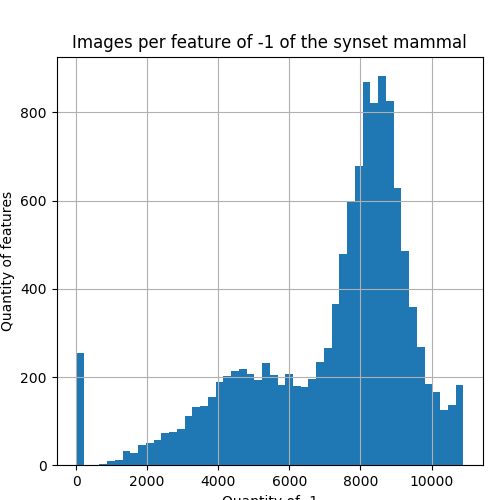 Images per feature of -1 of the synset mammal
Quantity of features
800
600
400
200
0
0 2000 4000 6000 8000 10000
Quantity of -1